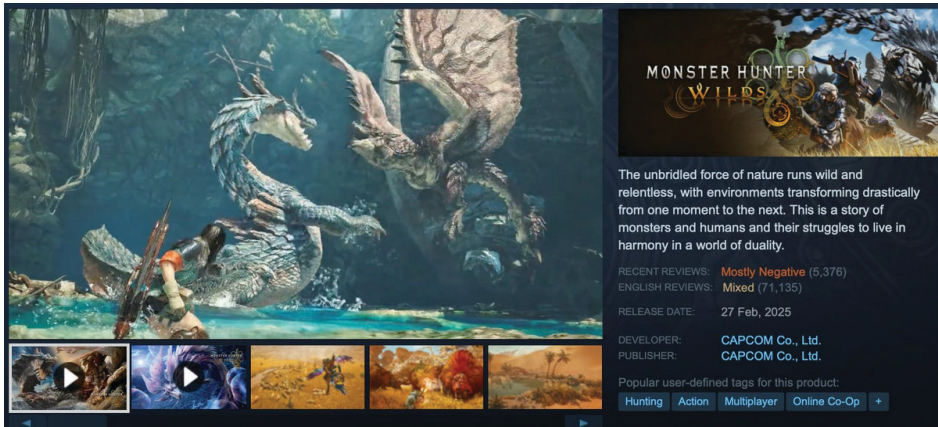 MONSTER HUNTER
WILDS
The unbridled force of nature runs wild and
relentless, with environments transforming drastically
from one moment to the next. This is a story of
monsters and humans and their struggles to live in
harmony in a world of duality.
RECENT REVIEWS: Mostly Negative (5,376)
ENGLISH REVIEWS: Mixed (71,135)
RELEASE DATE: 27 Feb, 2025
DEVELOPER: CAPCOM Co., Ltd.
PUBLISHER: CAPCOM Co., Ltd.
Popular user-defined tags for this product:
Hunting Action Multiplayer Online Co-Op +